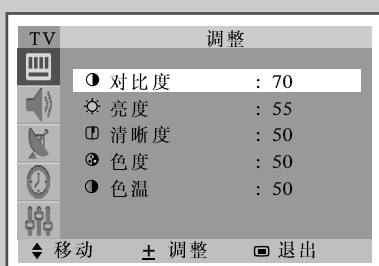 TV 调整
对比度 : 70
亮度 : 55
清晰度 : 50
色度 : 50
色温 : 50
移动 ± 调整 退出